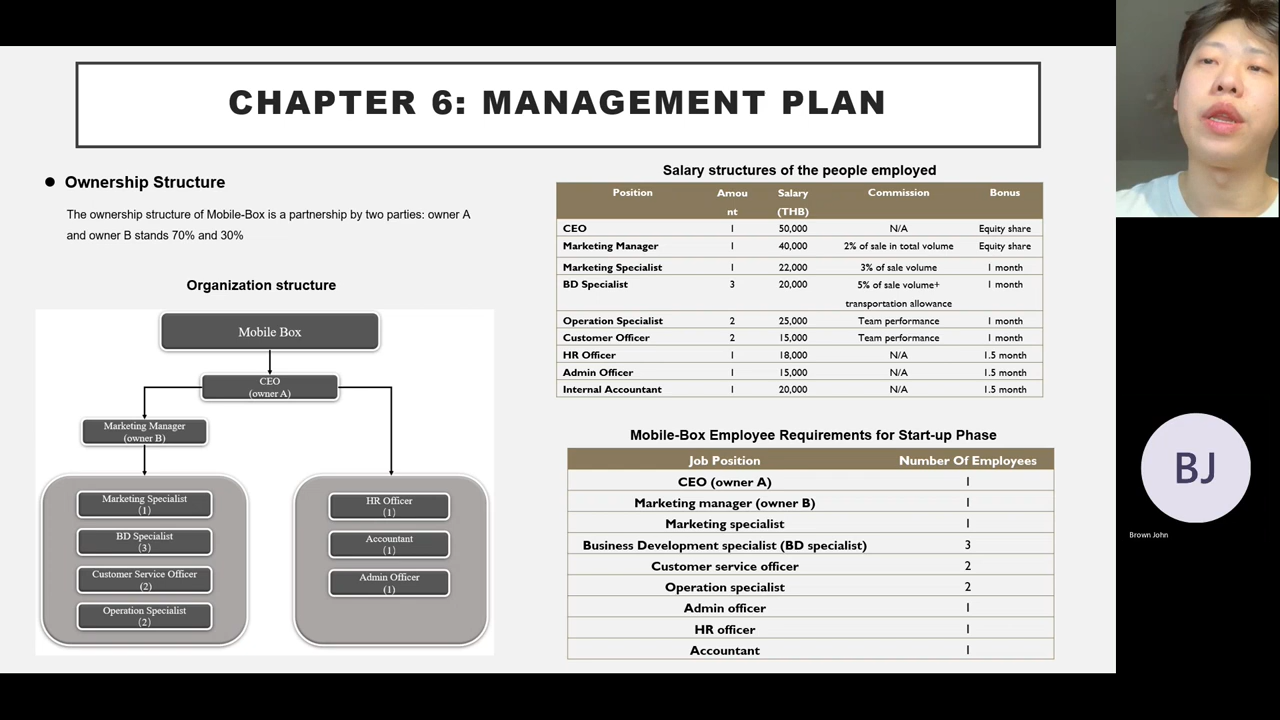 CHAPTER 6: MANAGEMENT PLAN
● Ownership Structure
The ownership structure of Mobile-Box is a partnership by two parties: owner A
and owner B stands 70% and 30%
Organization structure
Mobile Box
CEO
(owner A)
Marketing Manager
(owner B)
Marketing Specialist
(1)
BD Specialist
(3)
Customer Service Officer
(2)
Operation Specialist
(2)
HR Officer
(1)
Accountant
(1)
Admin Officer
(1)
Salary structures of the people employed
Position Amou Salary Commission Bonus
nt (THB)
CEO 1 50,000 N/A Equity share
Marketing Manager 1 40,000 2% of sale in total volume Equity share
Marketing Specialist 1 22,000 3% of sale volume 1 month
BD Specialist 3 20,000 5% of sale volume+ 1 month
transportation allowance
Operation Specialist 2 25,000 Team performance 1 month
Customer Officer 2 15,000 Team performance 1 month
HR Officer 1 18,000 N/A 1.5 month
Admin Officer 1 15,000 N/A 1.5 month
Internal Accountant 1 20,000 N/A 1.5 month
Mobile-Box Employee Requirements for Start-up Phase
Job Position Number Of Employees
CEO (owner A) 1
Marketing manager (owner B) 1
Marketing specialist 1
Business Development specialist (BD specialist) 3
Customer service officer 2
Operation specialist 2
Admin officer 1
HR officer 1
Accountant 1
BJ
Brown John